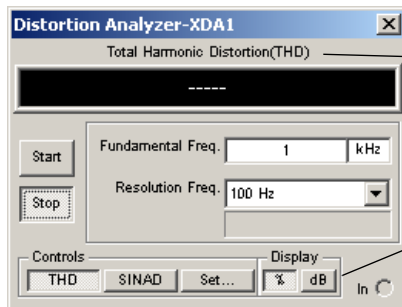 Distortion Analyzer-XDA1
Total Harmonic Distortion(THD)
-----
Start
Stop
Fundamental Freq. 1 kHz
Resolution Freq. 100 Hz
Controls
THD SINAD Set...
Display
% dB
In